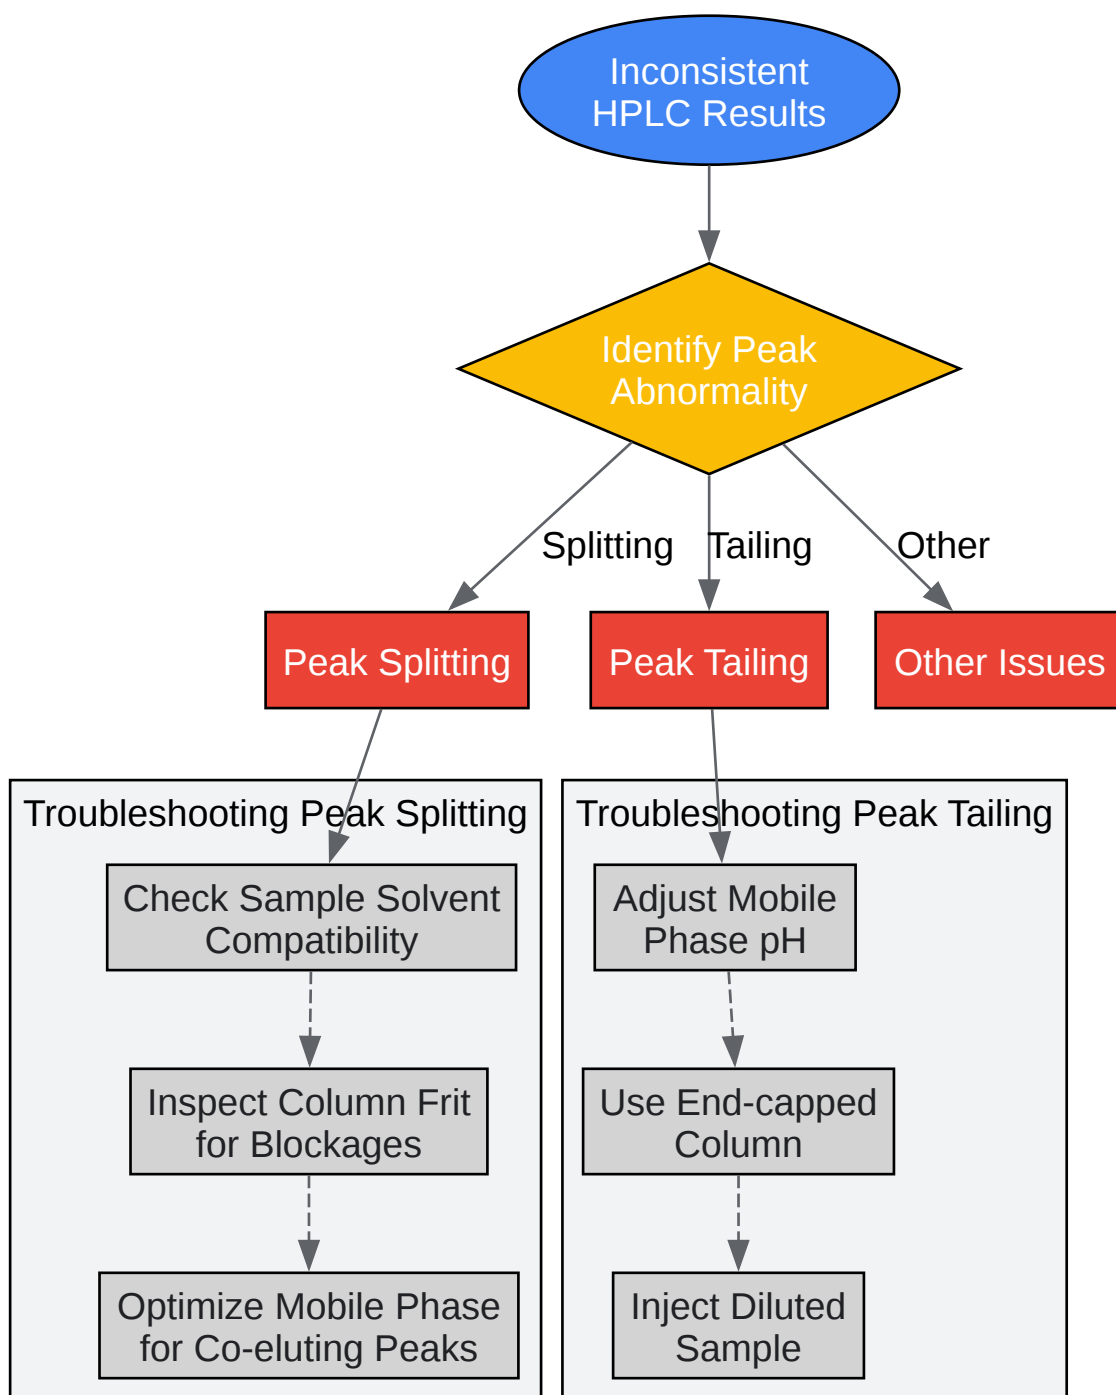 Inconsistent
HPLC Results
Identify Peak
Abnormality
Splitting
Tailing
Other
Peak Splitting
Peak Tailing
Other Issues
Troubleshooting Peak Splitting
Check Sample Solvent
Compatibility
Inspect Column Frit
for Blockages
Optimize Mobile Phase
for Co-eluting Peaks
Troubleshooting Peak Tailing
Adjust Mobile
Phase pH
Use End-capped
Column
Inject Diluted
Sample